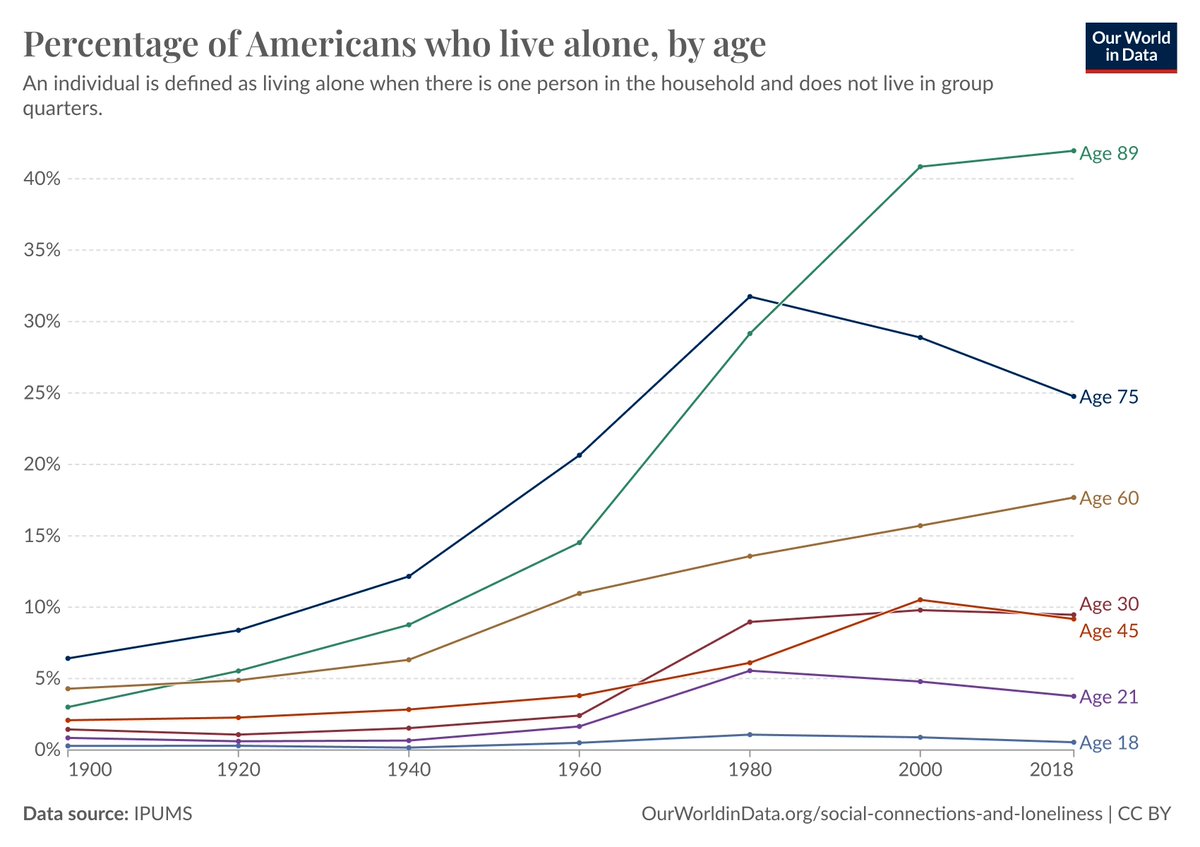 Percentage of Americans who live alone, by age
Our World
in Data
An individual is defined as living alone when there is one person in the household and does not live in group
quarters.
40%
35%
30%
25%
20%
15%
10%
5%
0%
Age 89
Age 75
Age 60
Age 30
Age 45
Age 21
Age 18
1900
1920
1940
1960
1980
2000
2018
Data source: IPUMS
OurWorldinData.org/social-connections-and-loneliness | CC BY